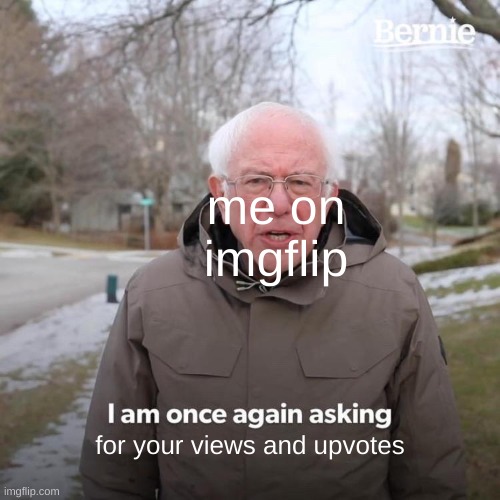 Bernie
me on
imgflip
I am once again asking
for your views and upvotes
imgflip.com